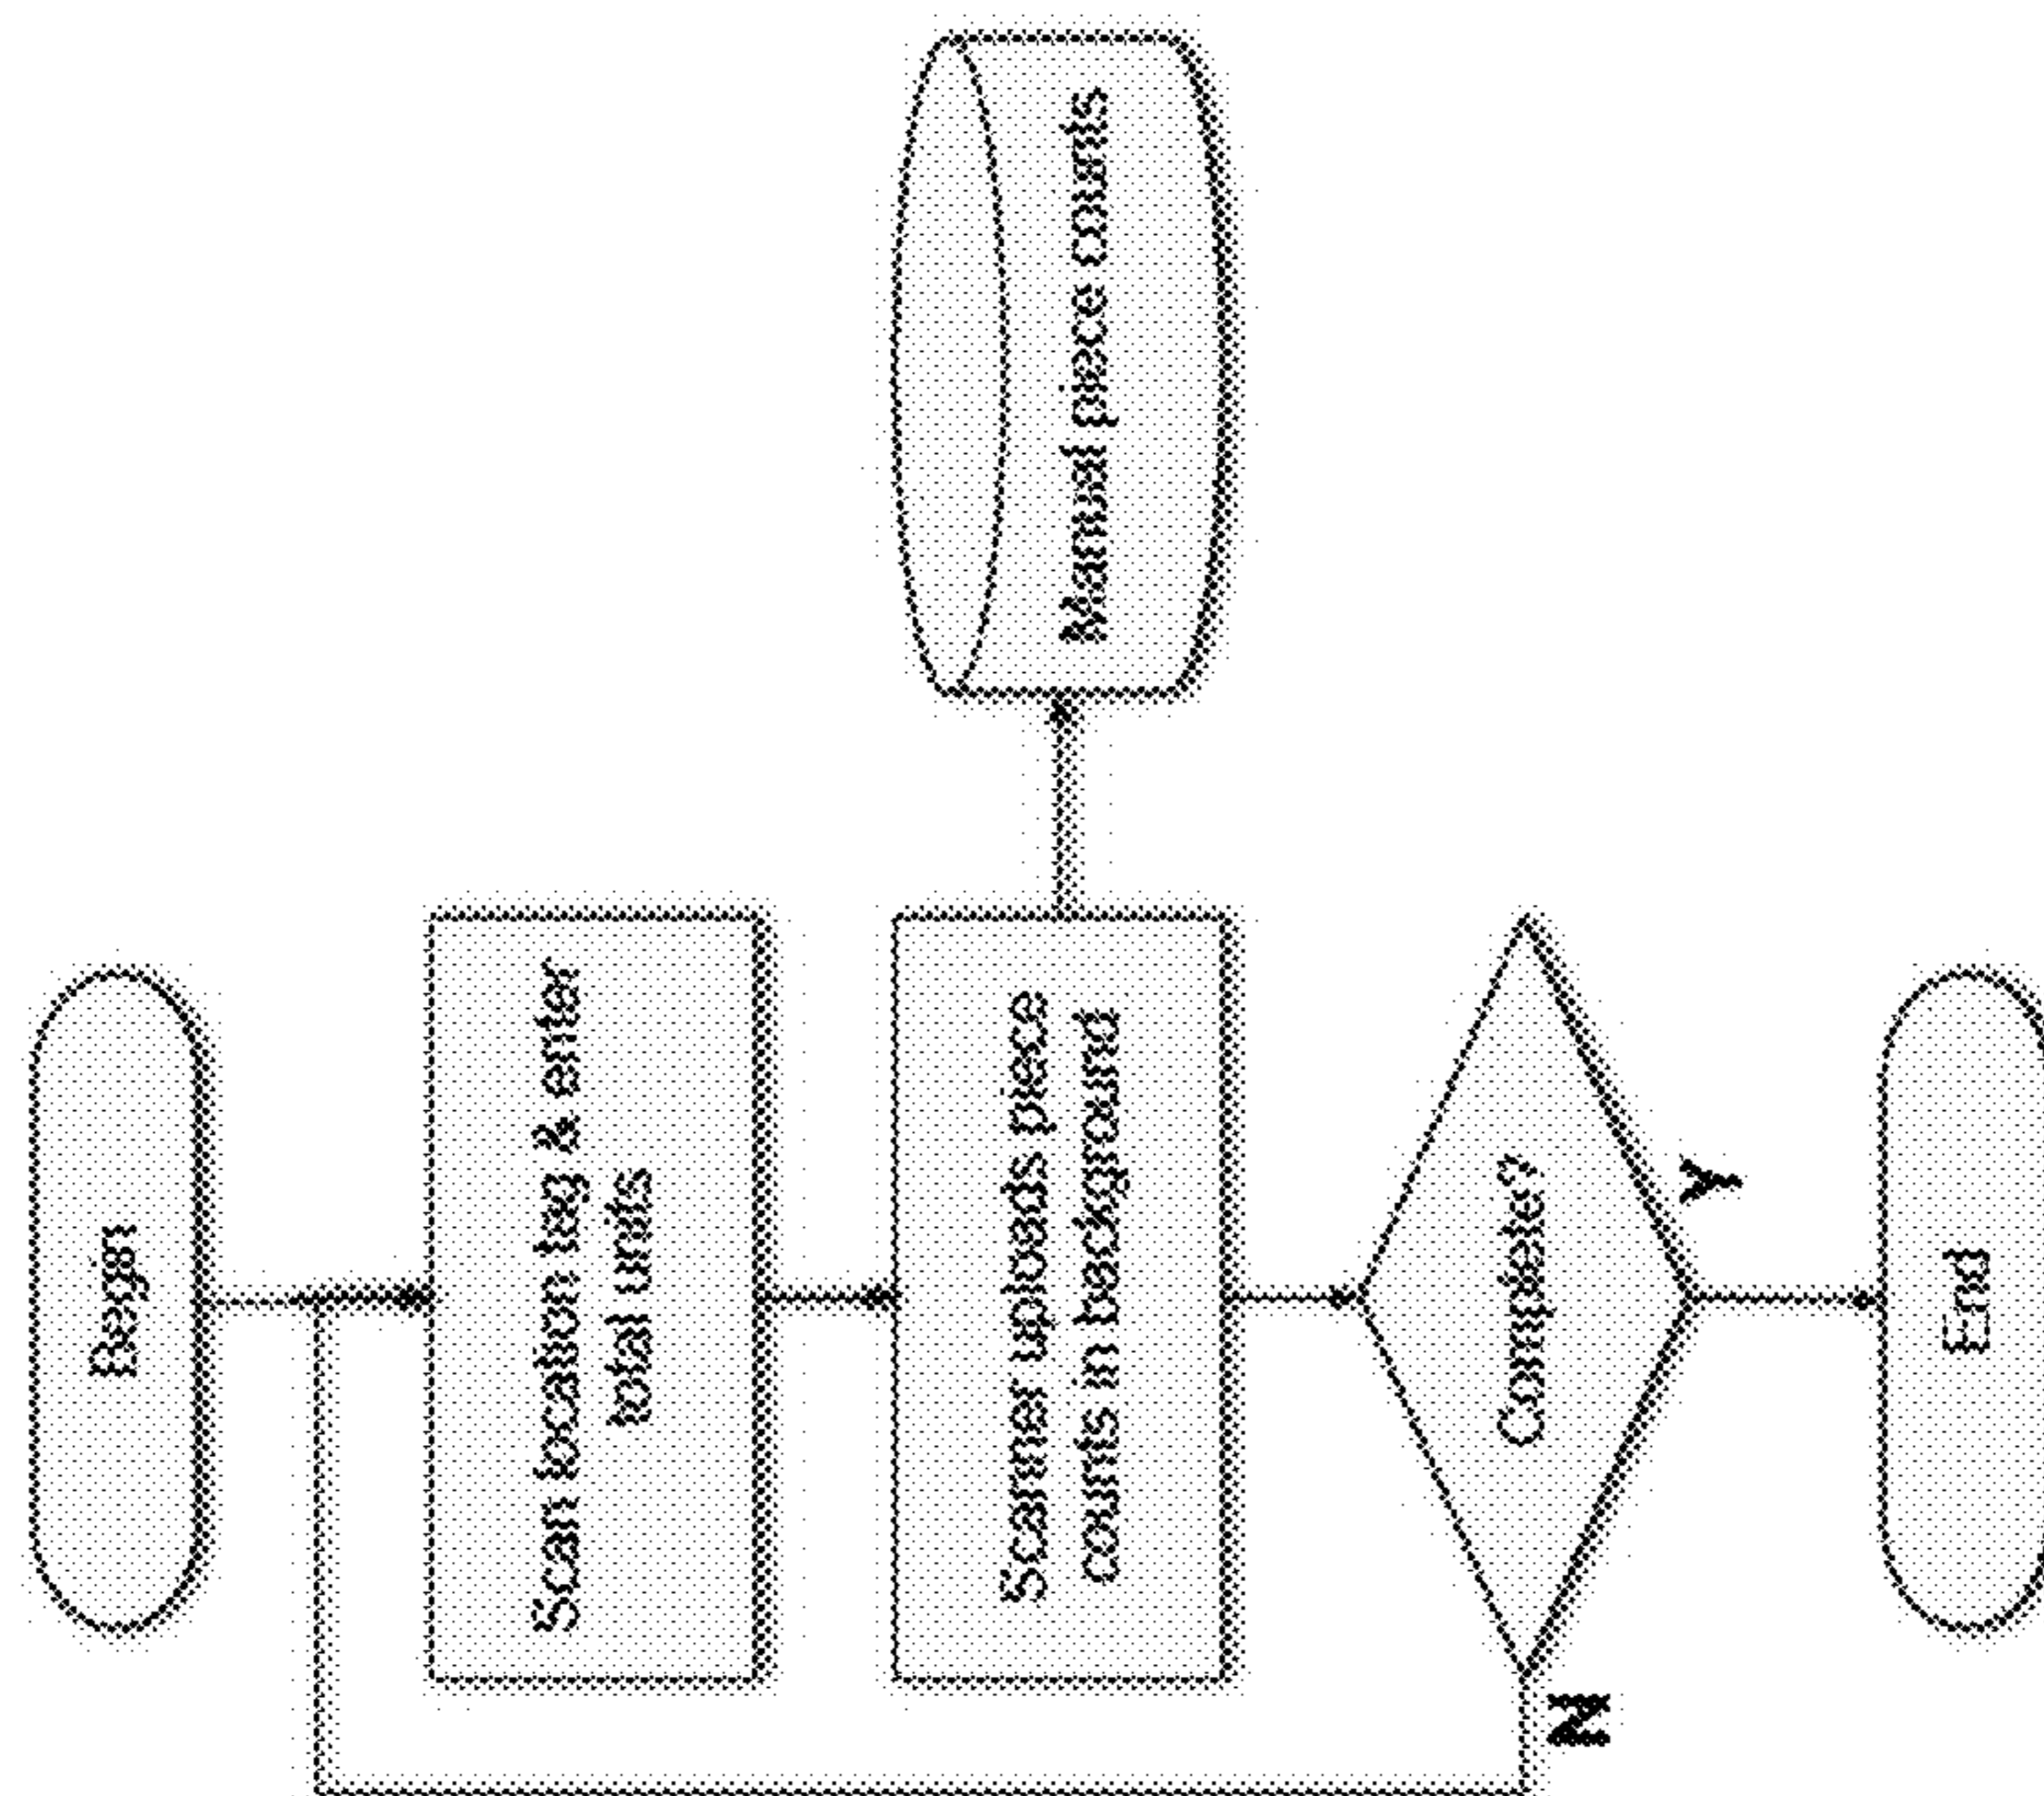 Begin
Scan location tag & enter
total units
Scanner uploads piece
counts in background
Manual piece counts
Complete?
Y
N
End